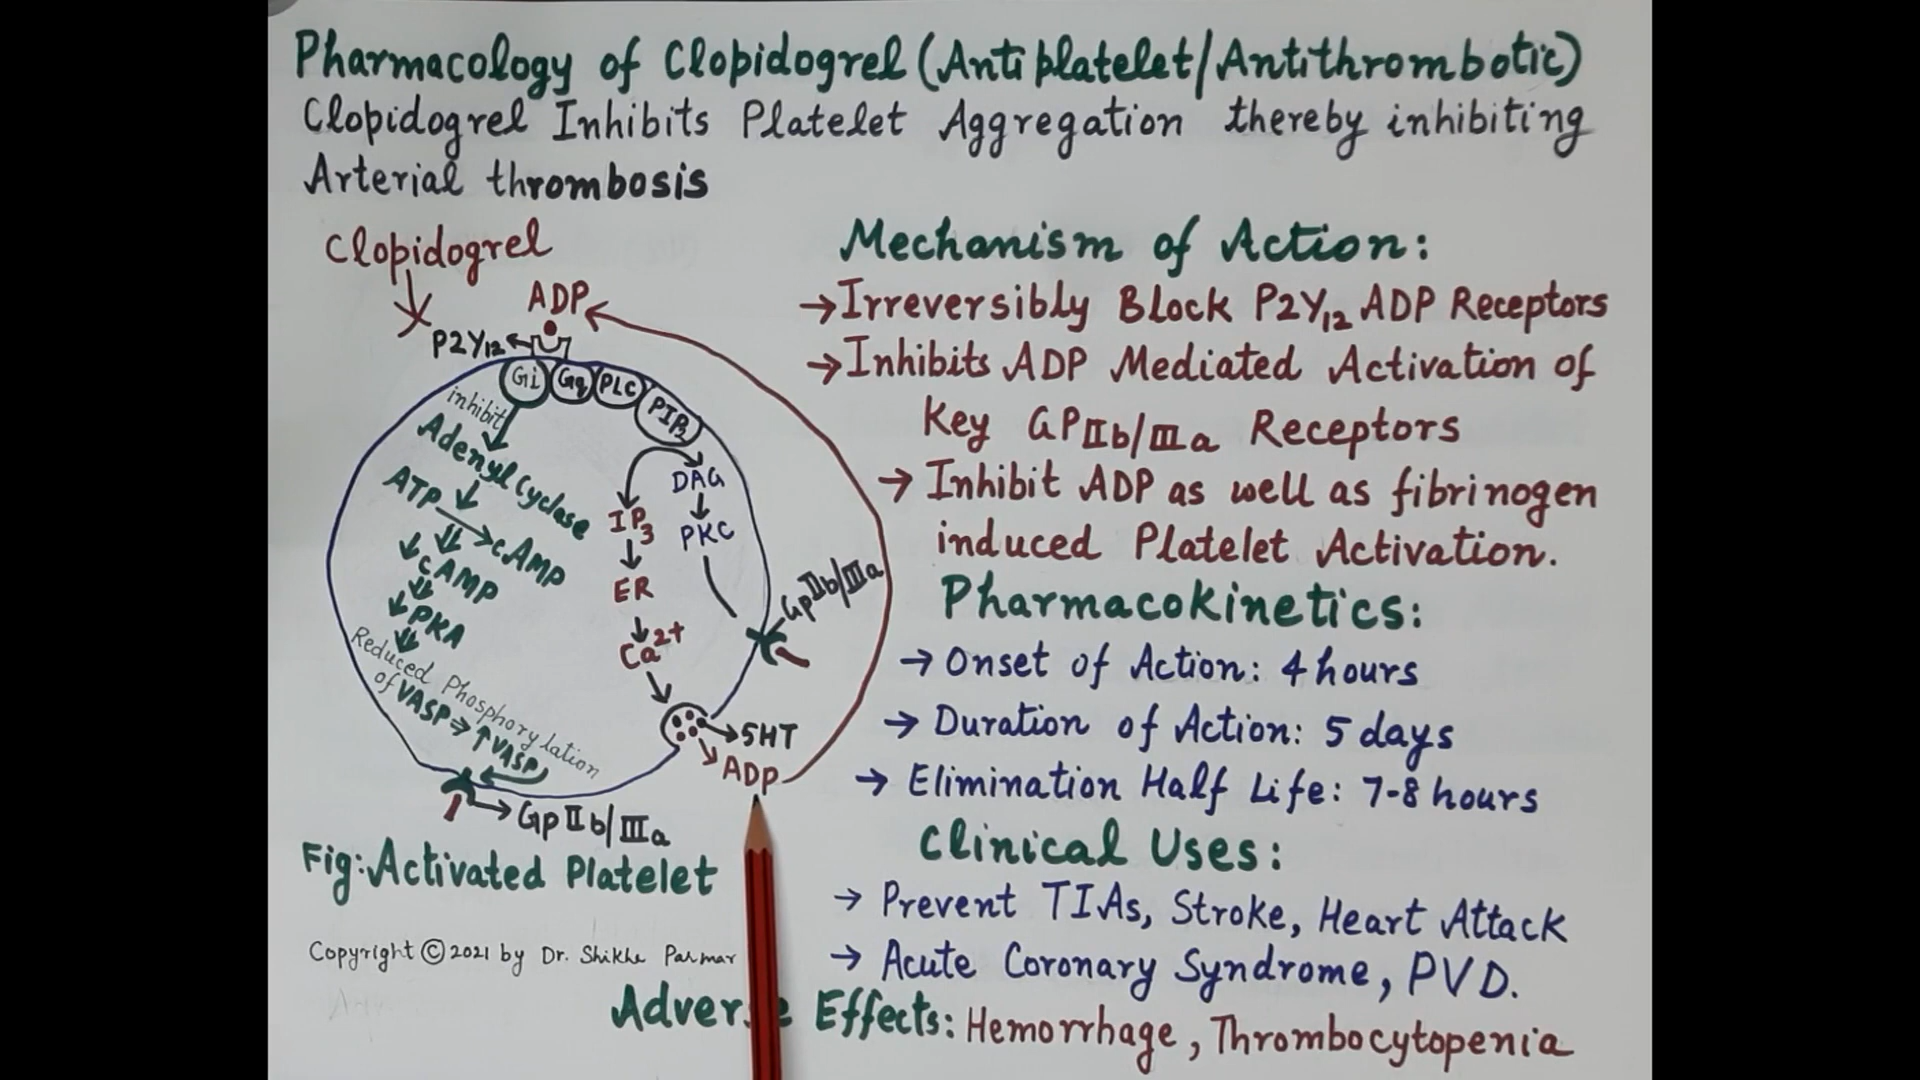 Pharmacology of Clopidogrel (Antiplatelet/Antithrombotic)
Clopidogrel Inhibits Platelet Aggregation thereby inhibiting
Arterial thrombosis
Clopidogrel
ADP
P2Y12
Gi Gq PLC PIP2
inhibit
Adenyl Cyclase
ATP
cAMP
cAMP
PKA
Reduced Phosphorylation
of VASP ⇒ ↑VASP
IP3
ER
Ca2+
DAG
PKC
GpIIb/IIIa
5HT
ADP
GpIIb/IIIa
Fig: Activated Platelet
Copyright © 2021 by Dr. Shikha Parmar
Mechanism of Action:
→ Irreversibly Block P2Y12 ADP Receptors
→ Inhibits ADP Mediated Activation of
Key GPIIb/IIIa Receptors
→ Inhibit ADP as well as fibrinogen
induced Platelet Activation.
Pharmacokinetics:
→ Onset of Action: 4 hours
→ Duration of Action: 5 days
→ Elimination Half Life: 7-8 hours
Clinical Uses:
→ Prevent TIAs, Stroke, Heart Attack
→ Acute Coronary Syndrome, PVD.
Adverse Effects: Hemorrhage, Thrombocytopenia